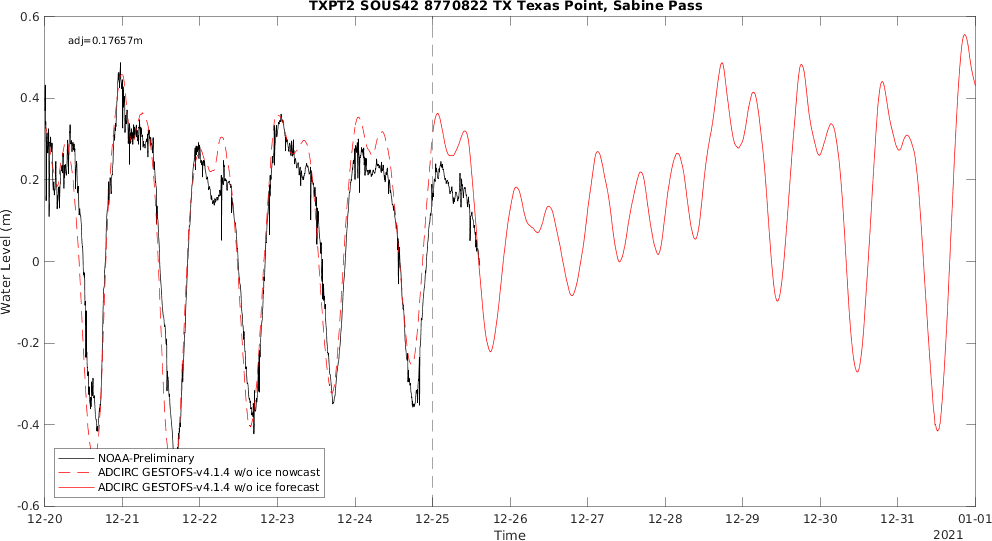 TXPT2 SOUS42 8770822 TX Texas Point, Sabine Pass
adj=0.17657m
Water Level (m)
0.6
0.4
0.2
0
-0.2
-0.4
-0.6
NOAA-Preliminary
ADCIRC GESTOFS-v4.1.4 w/o ice nowcast
ADCIRC GESTOFS-v4.1.4 w/o ice forecast
12-20 12-21 12-22 12-23 12-24 12-25 12-26 12-27 12-28 12-29 12-30 12-31 01-01
Time
2021